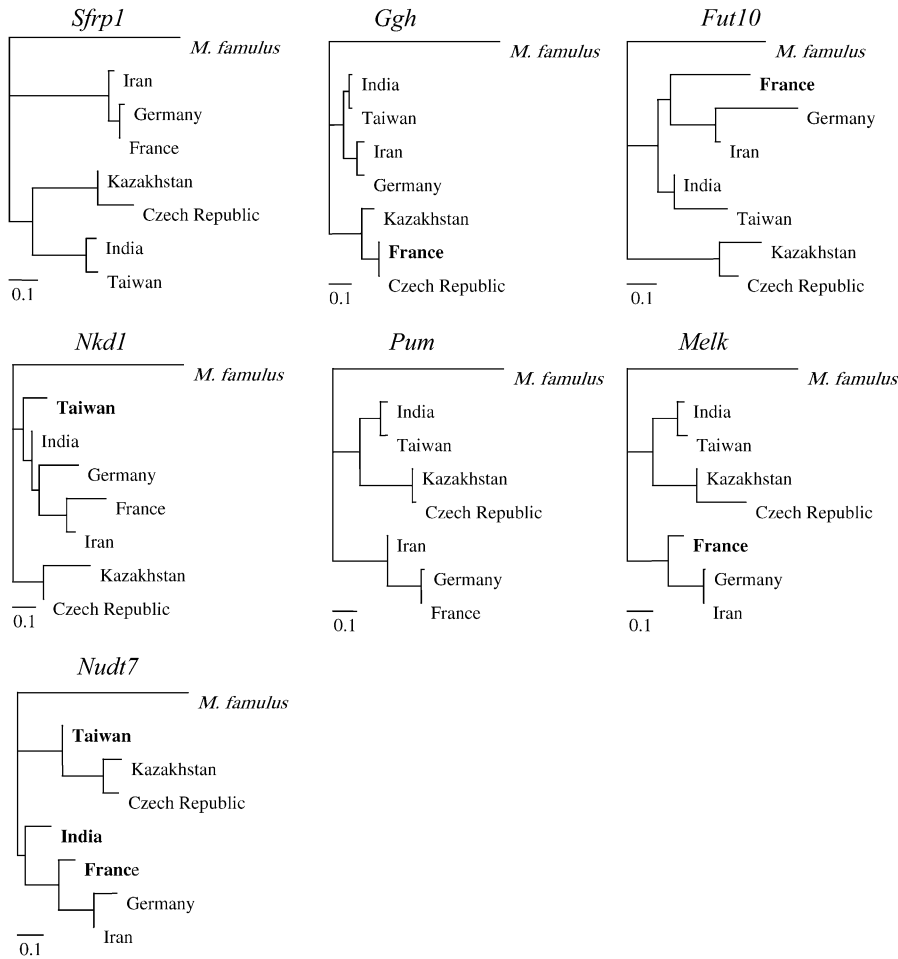 Sfrp1
M. famulus
Iran
Germany
France
Kazakhstan
Czech Republic
India
Taiwan
0.1
Ggh
M. famulus
India
Taiwan
Iran
Germany
Kazakhstan
France
Czech Republic
0.1
Fut10
M. famulus
France
Germany
Iran
India
Taiwan
Kazakhstan
Czech Republic
0.1
Nkd1
M. famulus
Taiwan
India
Germany
France
Iran
Kazakhstan
Czech Republic
0.1
Pum
M. famulus
India
Taiwan
Kazakhstan
Czech Republic
Iran
Germany
France
0.1
Melk
M. famulus
India
Taiwan
Kazakhstan
Czech Republic
France
Germany
Iran
0.1
Nudt7
M. famulus
Taiwan
Kazakhstan
Czech Republic
India
France
Germany
Iran
0.1